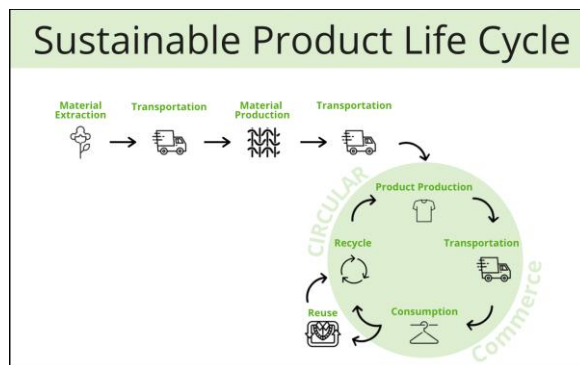 Sustainable Product Life Cycle
Material
Extraction
Transportation
Material
Production
Transportation
CIRCULAR
Product Production
Recycle
Transportation
Reuse
Consumption
Commerce